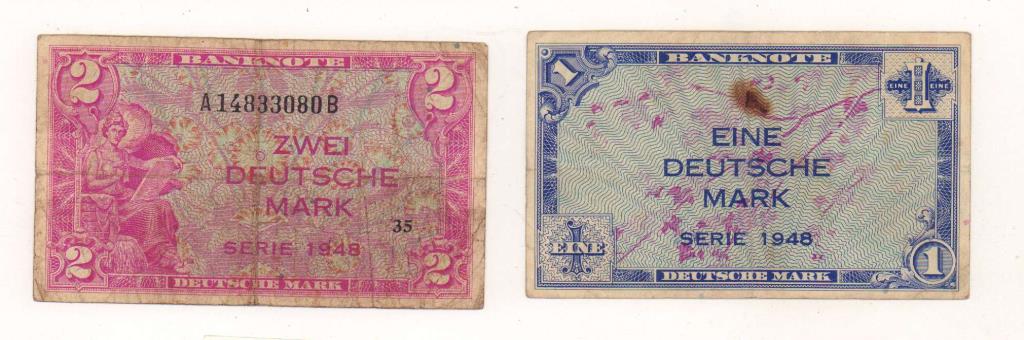 2 BANKNOTE 2
A14833080B
ZWEI
DEUTSCHE
MARK
35
SERIE 1948
2 DEUTSCHE MARK 2
1 BANKNOTE EINE 1 EINE
EINE
DEUTSCHE
MARK
SERIE 1948
1 EINE DEUTSCHE MARK 1